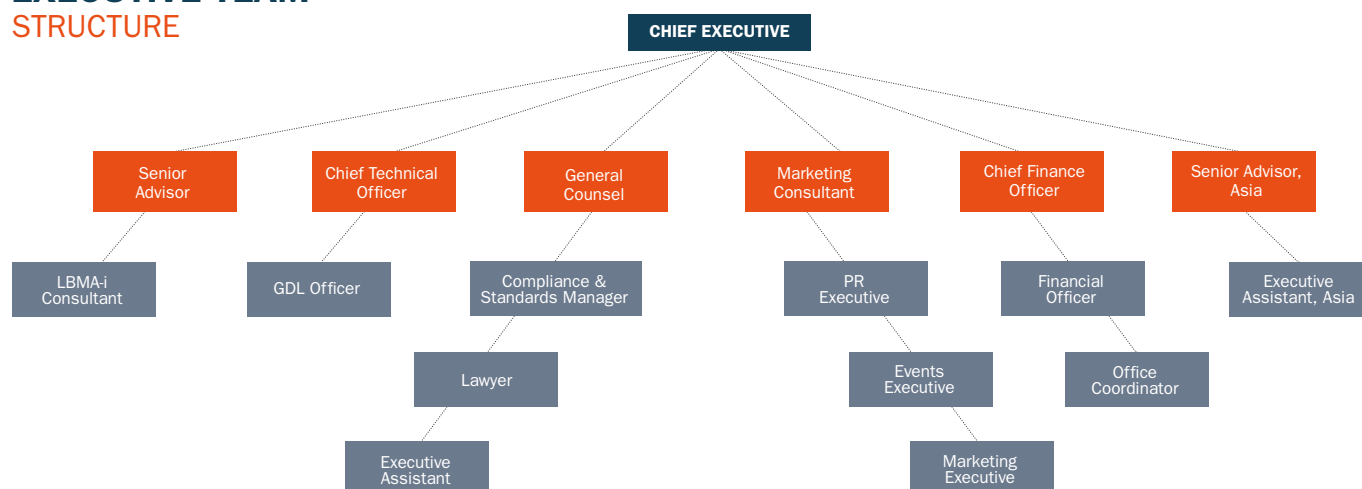 EXECUTIVE TEAM
STRUCTURE
CHIEF EXECUTIVE
Senior
Advisor
Chief Technical
Officer
General
Counsel
Marketing
Consultant
Chief Finance
Officer
Senior Advisor,
Asia
LBMA-i
Consultant
GDL Officer
Compliance &
Standards Manager
PR
Executive
Financial
Officer
Executive
Assistant, Asia
Lawyer
Events
Executive
Office
Coordinator
Executive
Assistant
Marketing
Executive